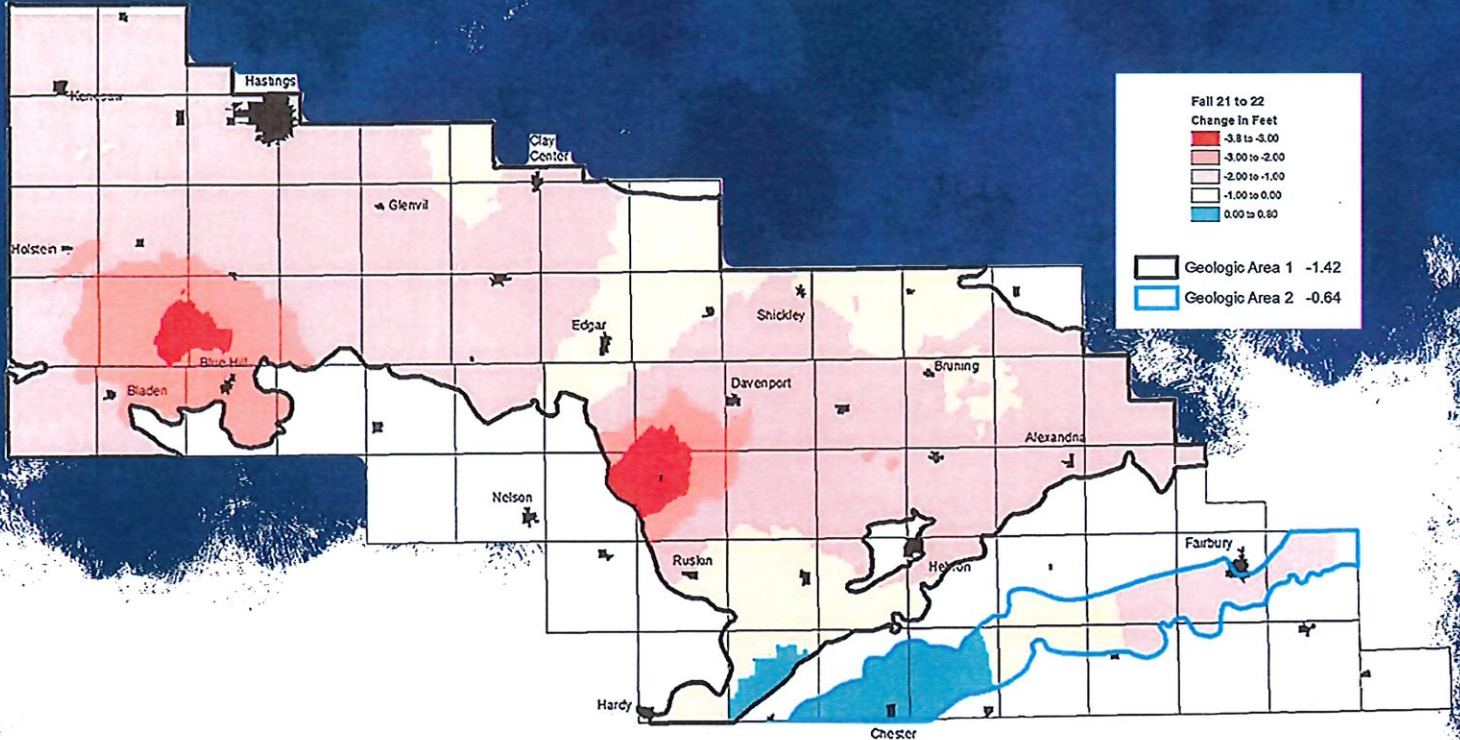 Hastings
Kenesaw
Clay
Center
Glenvil
Holstein
Edgar
Shickley
Blue Hill
Bladen
Davenport
Bruning
Alexandria
Nelson
Ruskin
Hebron
Fairbury
Hardy
Chester
Fall 21 to 22
Change in Feet
-3.8 to -3.00
-3.00 to -2.00
-2.00 to -1.00
-1.00 to 0.00
0.00 to 0.80
Geologic Area 1 -1.42
Geologic Area 2 -0.64